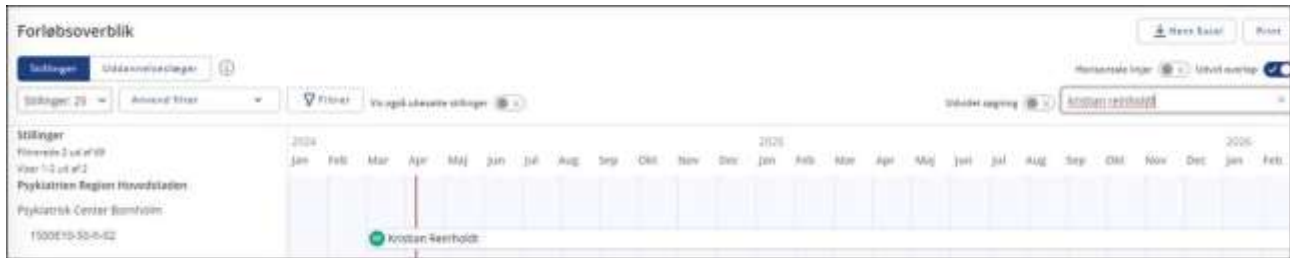 Forløbsoverblik
Hent Excel Print
Stillinger Uddannelseslæger
Horisontale linjer Udvid overlap
Stillinger: 25 Anvend filter Filtrer Vis også ubesatte stillinger Udvidet søgning kristian reinholdt
Stillinger
Filtrerede 2 ud af 69
Viser 1-2 ud af 2
2024 2025 2026
Jan Feb Mar Apr Maj Jun Jul Aug Sep Okt Nov Dec Jan Feb Mar Apr Maj Jun Jul Aug Sep Okt Nov Dec Jan Feb
Psykiatrien Region Hovedstaden
Psykiatrisk Center Bornholm
Kristian Reinholdt